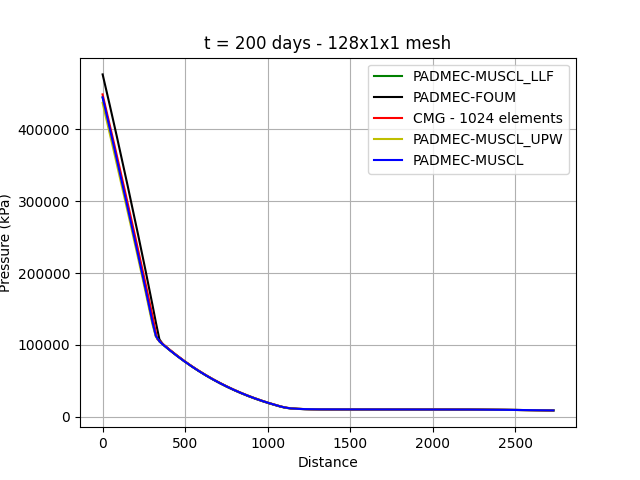 t = 200 days - 128x1x1 mesh
PADMEC-MUSCL_LLF
PADMEC-FOUM
CMG - 1024 elements
PADMEC-MUSCL_UPW
PADMEC-MUSCL
Pressure (kPa)
400000
300000
200000
100000
0
0 500 1000 1500 2000 2500
Distance